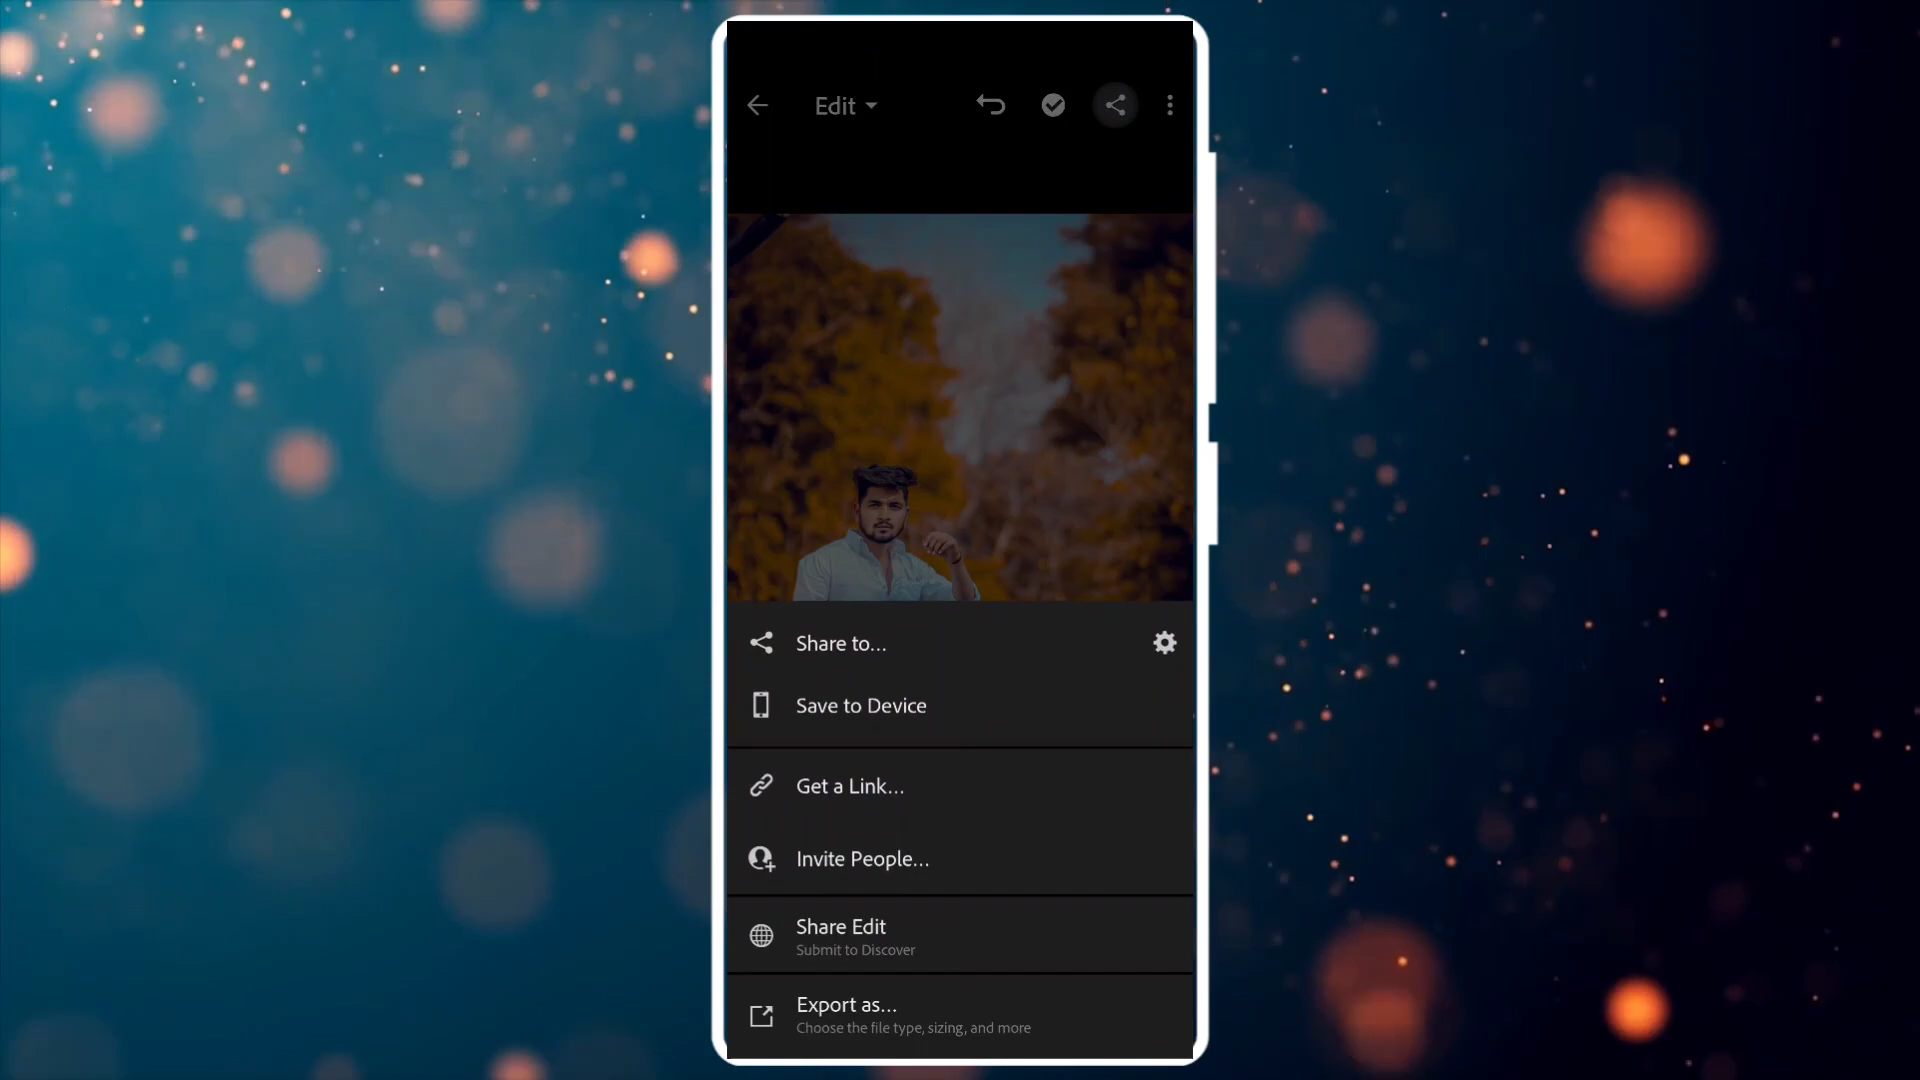 Edit
Share to...
Save to Device
Get a Link...
Invite People...
Share Edit
Submit to Discover
Export as...
Choose the file type, sizing, and more